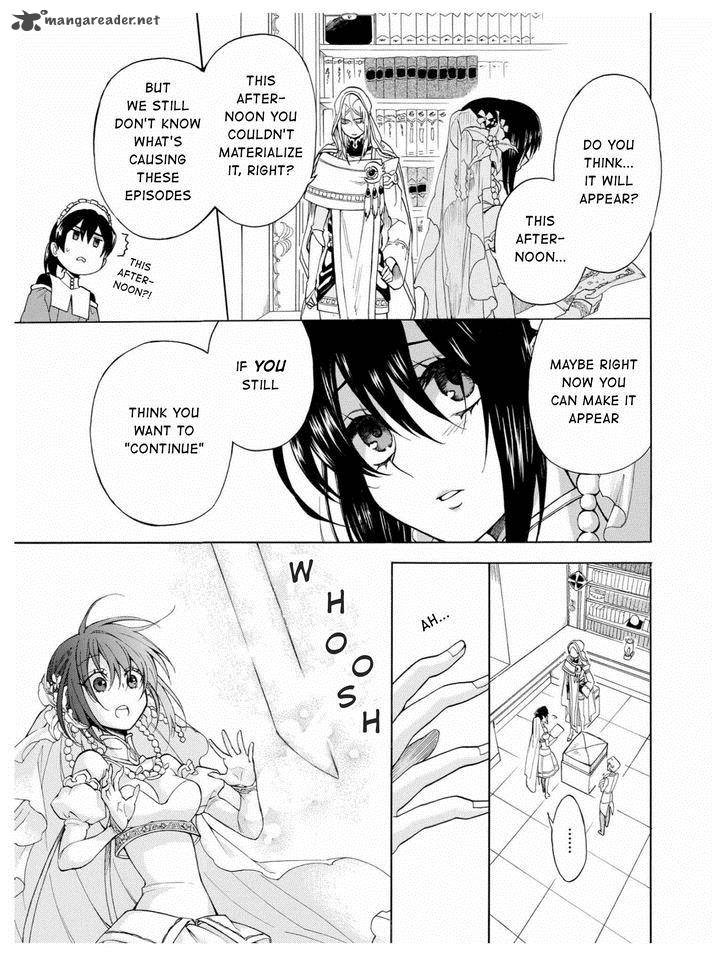 mangareader.net
DO YOU
THINK...
IT WILL
APPEAR?
THIS
AFTER-
NOON...
THIS
AFTER-
NOON YOU
COULDN'T
MATERIALIZE
IT, RIGHT?
BUT
WE STILL
DON'T KNOW
WHAT'S
CAUSING
THESE
EPISODES
THIS
AFTER-
NOON?!
MAYBE RIGHT
NOW YOU
CAN MAKE IT
APPEAR
IF YOU
STILL
THINK YOU
WANT TO
"CONTINUE"
......
AH...
WHOOSH